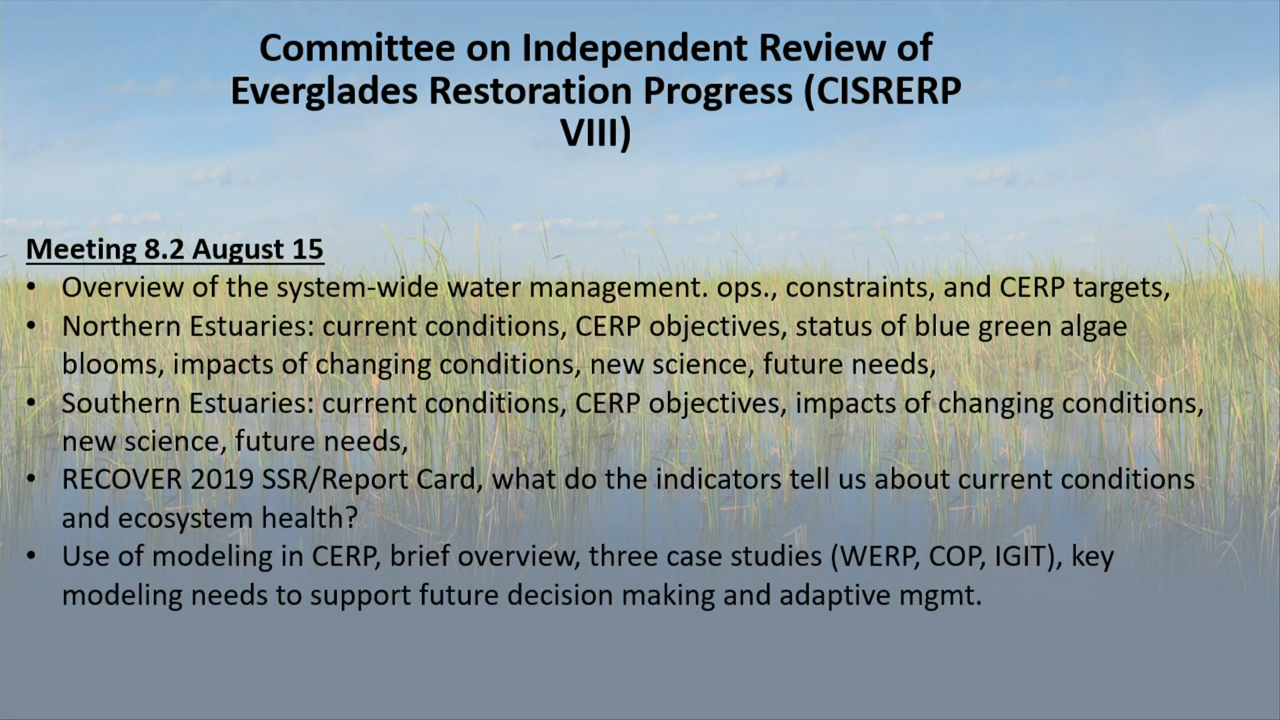 Committee on Independent Review of
Everglades Restoration Progress (CISRERP
VIII)
Meeting 8.2 August 15
• Overview of the system-wide water management. ops., constraints, and CERP targets,
• Northern Estuaries: current conditions, CERP objectives, status of blue green algae
blooms, impacts of changing conditions, new science, future needs,
• Southern Estuaries: current conditions, CERP objectives, impacts of changing conditions,
new science, future needs,
• RECOVER 2019 SSR/Report Card, what do the indicators tell us about current conditions
and ecosystem health?
• Use of modeling in CERP, brief overview, three case studies (WERP, COP, IGIT), key
modeling needs to support future decision making and adaptive mgmt.